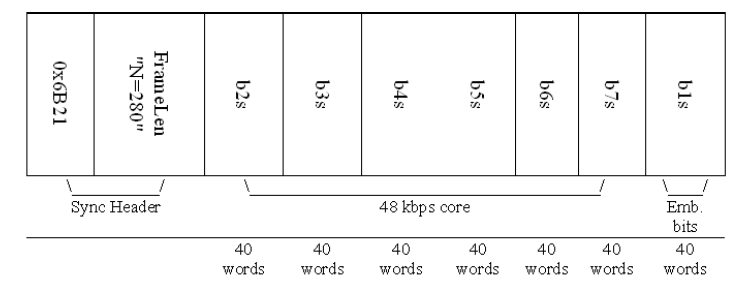 0x6B21
FrameLen
"N=280"
b2s
b3s
b4s
b5s
b6s
b7s
b1s
Sync Header
48 kbps core
Emb.
bits
40 40 40 40 40 40 40
words words words words words words words